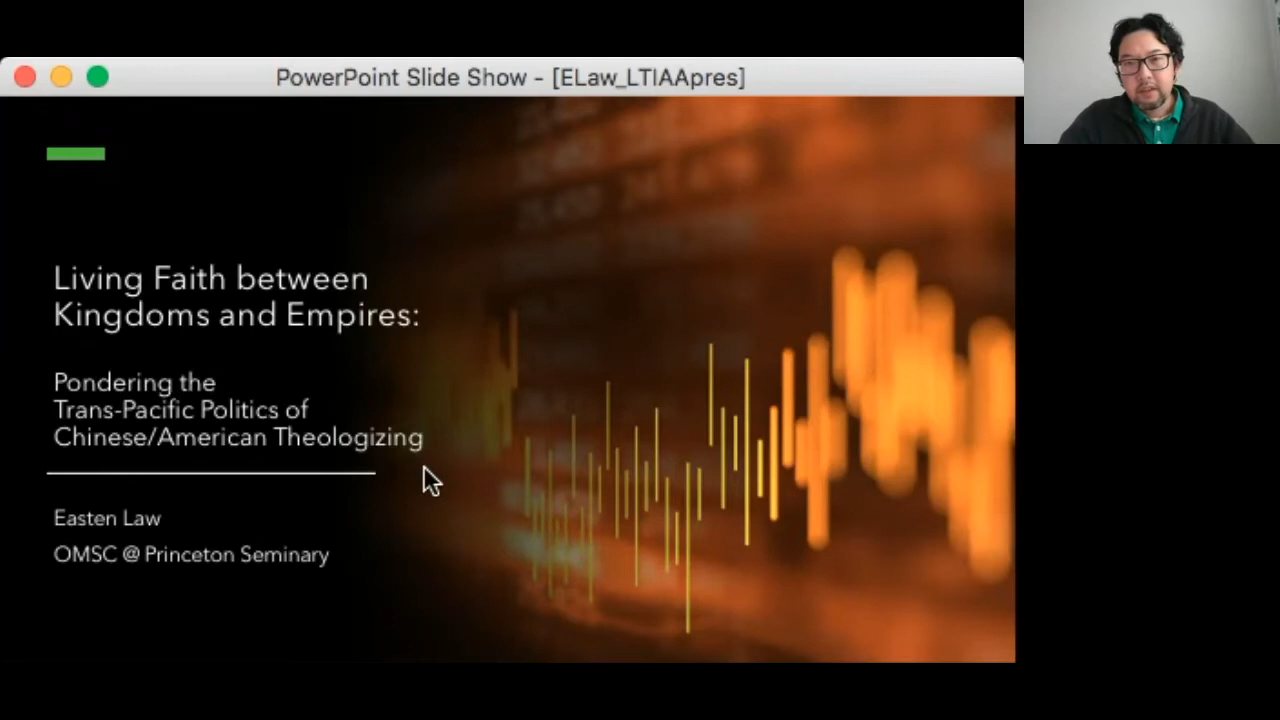 PowerPoint Slide Show - [ELaw_LTIAApres]
Living Faith between
Kingdoms and Empires:
Pondering the
Trans-Pacific Politics of
Chinese/American Theologizing
Easten Law
OMSC @ Princeton Seminary